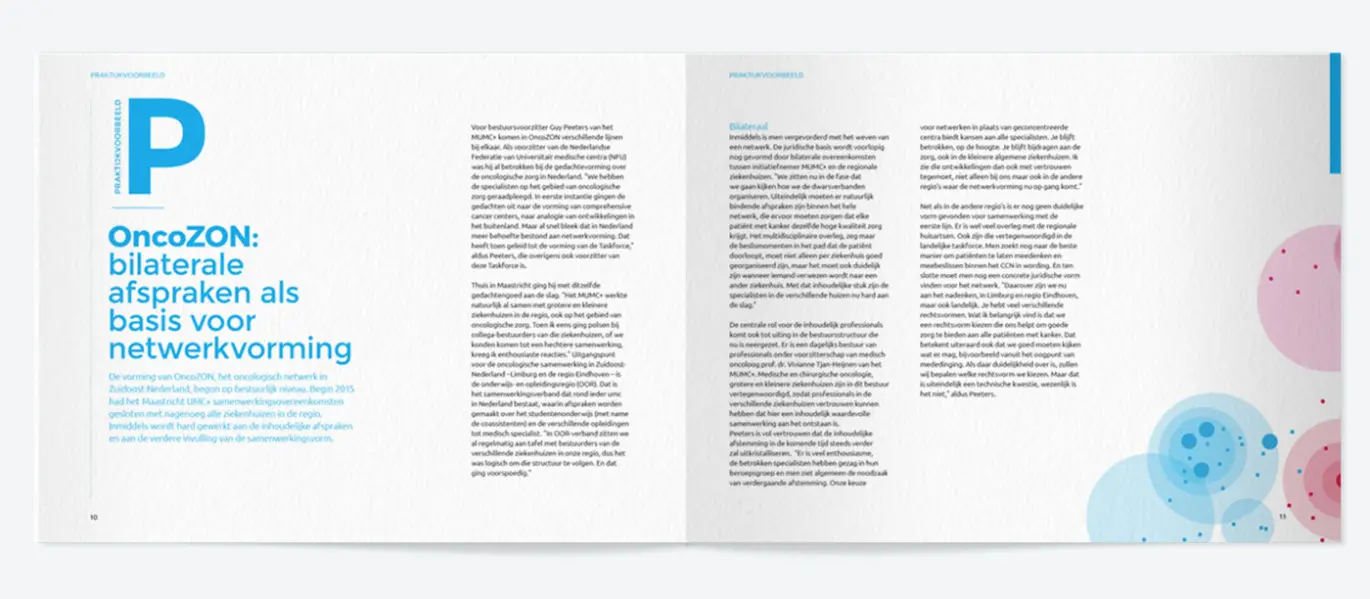 PRAKTIJKVOORBEELD
PRAKTIJKVOORBEELD
P
OncoZON:
bilaterale
afspraken als
basis voor
netwerkvorming
De vorming van OncoZON, het oncologisch netwerk in
Zuidoost-Nederland, begon op bestuurlijk niveau. Begin 2015
had het Maastricht UMC+ samenwerkingsovereenkomsten
gesloten met nagenoeg alle ziekenhuizen in de regio.
Inmiddels wordt hard gewerkt aan de inhoudelijke afspraken
en aan de verdere invulling van de samenwerkingsvorm.
10
Voor bestuursvoorzitter Guy Peeters van het
MUMC+ komen in OncoZON verschillende lijnen
bij elkaar. Als voorzitter van de Nederlandse
Federatie van Universitair medische centra (NFU)
was hij al betrokken bij de gedachtevorming over
de oncologische zorg in Nederland. "We hebben
de specialisten op het gebied van oncologische
zorg geraadpleegd. In eerste instantie gingen de
gedachten uit naar de vorming van comprehensive
cancer centers, naar analogie van ontwikkelingen in
het buitenland. Maar al snel bleek dat in Nederland
meer behoefte bestond aan netwerkvorming. Dat
heeft toen geleid tot de vorming van de Taskforce,"
aldus Peeters, die overigens ook voorzitter van
deze Taskforce is.
Thuis in Maastricht ging hij met dezelfde
gedachtengoed aan de slag. "Het MUMC+ werkte
natuurlijk al samen met grotere en kleinere
ziekenhuizen in de regio, ook op het gebied van
oncologische zorg. Toen ik eens ging polsen bij
collega-bestuurders van die ziekenhuizen, of we
konden komen tot een hechtere samenwerking,
kreeg ik enthousiaste reacties." Uitgangspunt
voor de oncologische samenwerking in Zuidoost-
Nederland –Limburg en de regio Eindhoven – is
de onderwijs- en opleidingsregio (OOR). Dat is
het samenwerkingsverband dat rond ieder umc
in Nederland bestaat, waarin afspraken worden
gemaakt over het studentenonderwijs (met name
de coassistenten) en de verschillende opleidingen
tot medisch specialist. "In OOR-verband zitten we
al regelmatig aan tafel met bestuurders van de
verschillende ziekenhuizen in onze regio, dus het
was logisch om die structuur te volgen. En dat
ging voorspoedig."
PRAKTIJKVOORBEELD
Bilateraal
Inmiddels is men vergevorderd met het weven van
een netwerk. De juridische basis wordt voorlopig
nog gevormd door bilaterale overeenkomsten
tussen initiatiefnemer MUMC+ en de regionale
ziekenhuizen. "We zitten nu in de fase dat
we gaan kijken hoe we de dwarsverbanden
organiseren. Uiteindelijk moeten er natuurlijk
bindende afspraken zijn binnen het hele
netwerk, die ervoor moeten zorgen dat elke
patiënt met kanker dezelfde hoge kwaliteit zorg
krijgt. Het multidisciplinaire overleg, zeg maar
de beslismomenten in het pad dat de patiënt
doorloopt, moet niet alleen per ziekenhuis goed
georganiseerd zijn, maar het moet ook duidelijk
zijn wanneer iemand verwezen wordt naar een
ander ziekenhuis. Met dat inhoudelijke stuk zijn de
specialisten in de verschillende huizen nu hard aan
de slag."
De centrale rol voor de inhoudelijk professionals
komt ook tot uiting in de bestuursstructuur die
nu is neergezet. Er is een dagelijks bestuur van
professionals onder voorzitterschap van medisch
oncoloog prof. dr. Vivianne Tjan-Heijnen van het
MUMC+. Medische en chirurgische oncologie,
grotere en kleinere ziekenhuizen zijn in dit bestuur
vertegenwoordigd, zodat professionals in de
verschillende ziekenhuizen vertrouwen kunnen
hebben dat hier een inhoudelijk waardevolle
samenwerking aan het ontstaan is.
Peeters is vol vertrouwen dat de inhoudelijke
afstemming in de komende tijd steeds verder
zal uitkristalliseren. "Er is veel enthousiasme,
de betrokken specialisten hebben gezag in hun
beroepsgroep en men ziet algemeen de noodzaak
van verdergaande afstemming. Onze keuze
voor netwerken in plaats van geconcentreerde
centra biedt kansen aan alle specialisten. Je blijft
betrokken, op de hoogte. Je blijft bijdragen aan de
zorg, ook in de kleinere algemene ziekenhuizen. Ik
zie die ontwikkelingen dan ook met vertrouwen
tegemoet, niet alleen bij ons maar ook in de andere
regio's waar de netwerkvorming nu op gang komt."
Net als in de andere regio's is er nog geen duidelijke
vorm gevonden voor samenwerking met de
eerste lijn. Er is wel veel overleg met de regionale
huisartsen. Ook zijn die vertegenwoordigd in de
landelijke taskforce. Men zoekt nog naar de beste
manier om patiënten te laten meedenken en
meebeslissen binnen het CCN in wording. En ten
slotte moet men nog een concrete juridische vorm
vinden voor het netwerk. "Daarover zijn we nu
aan het nadenken, in Limburg en regio Eindhoven,
maar ook landelijk. Je hebt veel verschillende
rechtsvormen. Wat ik belangrijk vind is dat we
een rechtsvorm kiezen die ons helpt om goede
zorg te bieden aan alle patiënten met kanker. Dat
betekent uiteraard ook dat we goed moeten kijken
wat er mag, bijvoorbeeld vanuit het oogpunt van
mededinging. Als daar duidelijkheid over is, zullen
wij bepalen welke rechtsvorm we kiezen. Maar dat
is uiteindelijk een technische kwestie, wezenlijk is
het niet," aldus Peeters.
11